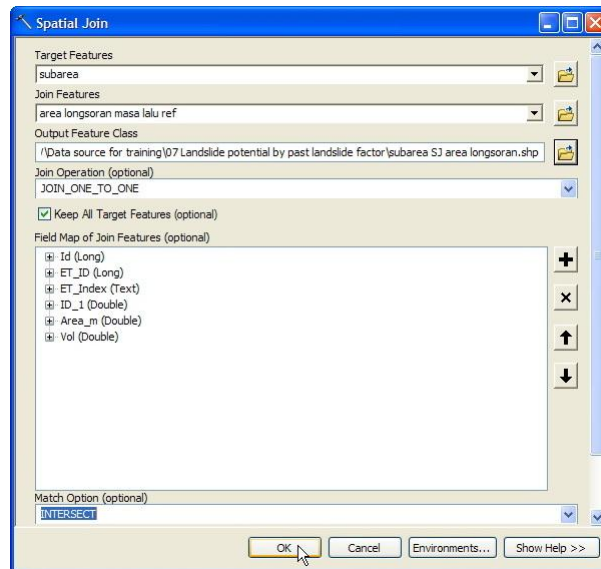 Spatial Join
Target Features
subarea
Join Features
area longsoran masa lalu ref
Output Feature Class
/\Data source for training\07 Landslide potential by past landslide factor\subarea SJ area longsoran.shp
Join Operation (optional)
JOIN_ONE_TO_ONE
Keep All Target Features (optional)
Field Map of Join Features (optional)
Id (Long)
ET_ID (Long)
ET_Index (Text)
ID_1 (Double)
Area_m (Double)
Vol (Double)
Match Option (optional)
INTERSECT
OK
Cancel
Environments...
Show Help >>